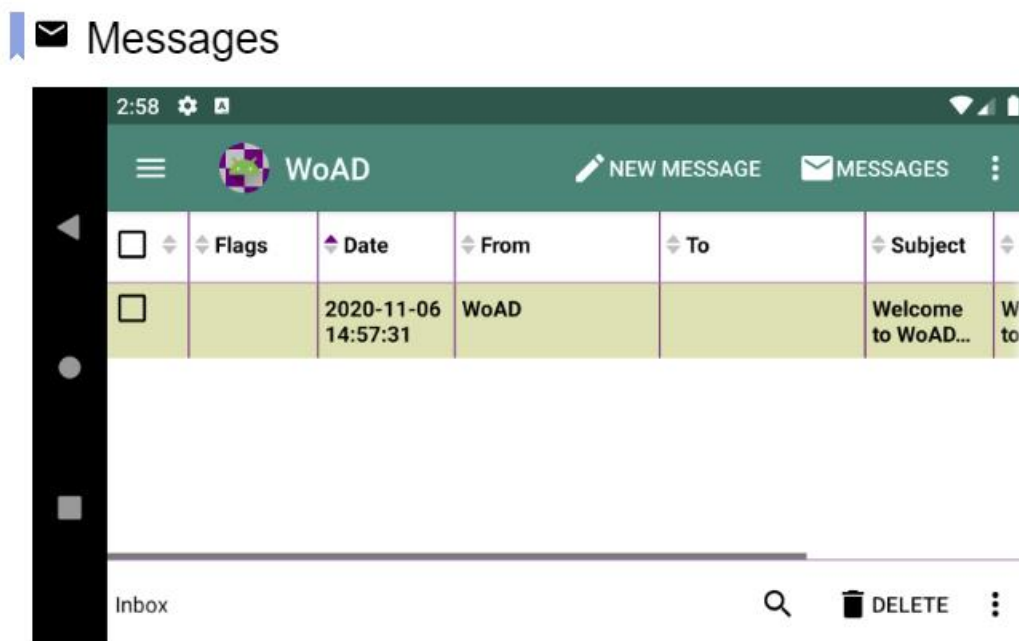 Messages
2:58
WoAD NEW MESSAGE MESSAGES
Flags Date From To Subject
2020-11-06 WoAD Welcome W
14:57:31 to WoAD... to
Inbox DELETE